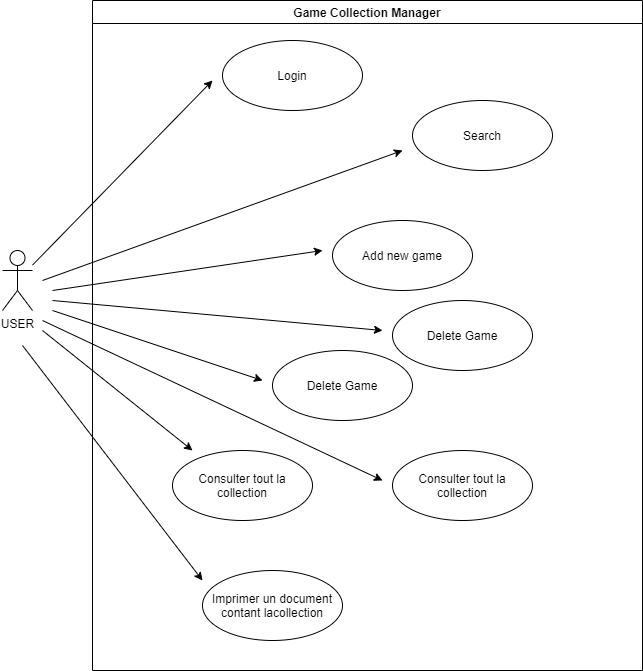 Game Collection Manager
Login
Search
Add new game
USER
Delete Game
Delete Game
Consulter tout la
collection
Consulter tout la
collection
Imprimer un document
contant lacollection